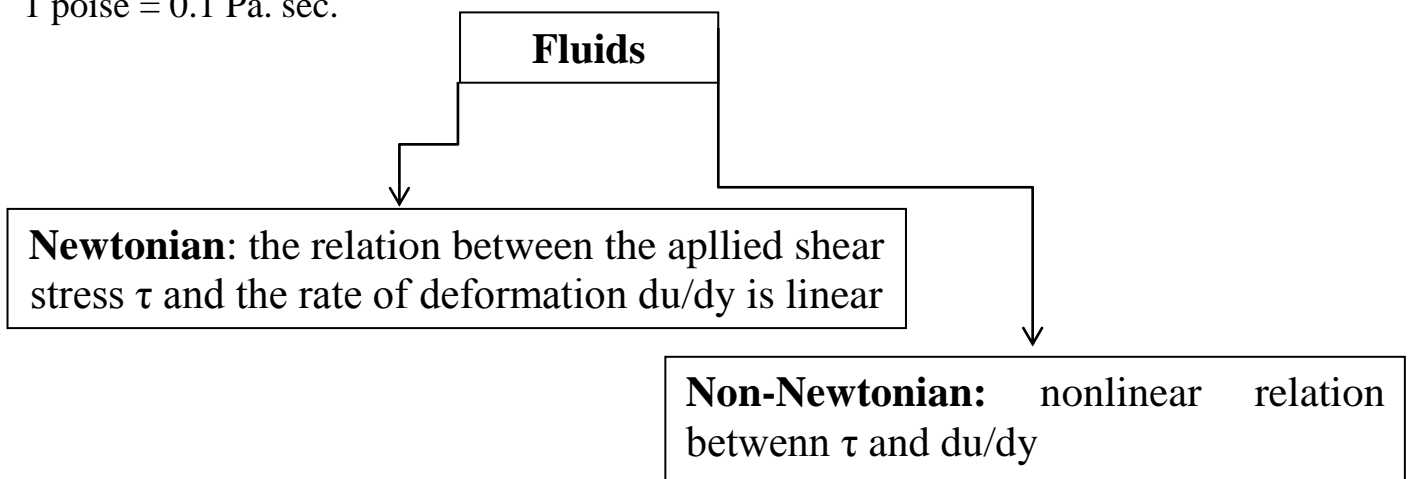 1 poise = 0.1 Pa. sec.
Fluids
Newtonian: the relation between the apllied shear
stress τ and the rate of deformation du/dy is linear
Non-Newtonian: nonlinear relation
betwenn τ and du/dy